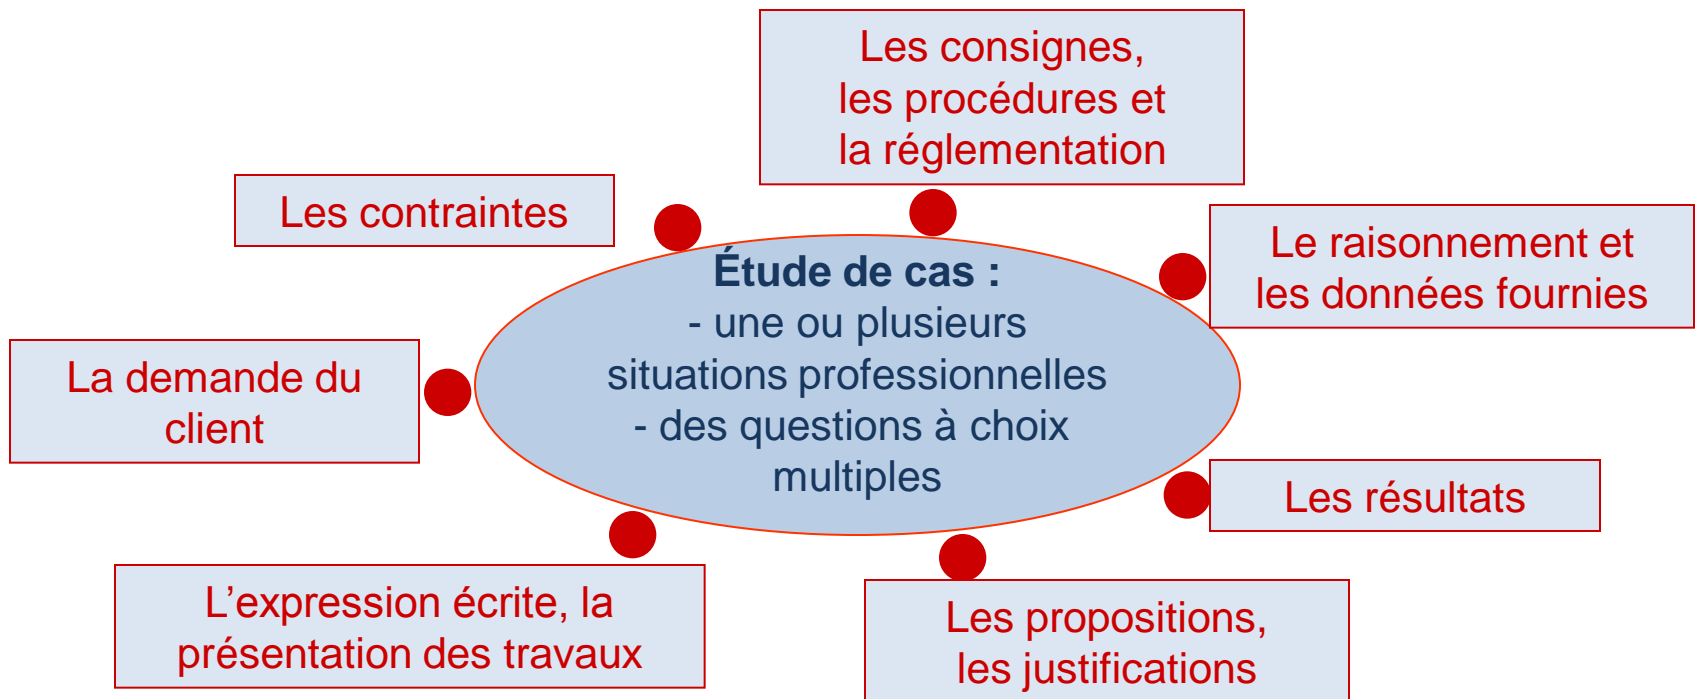 Les consignes,
les procédures et
la réglementation
Les contraintes
Le raisonnement et
les données fournies
Étude de cas :
- une ou plusieurs
situations professionnelles
- des questions à choix
multiples
La demande du
client
Les résultats
L’expression écrite, la
présentation des travaux
Les propositions,
les justifications